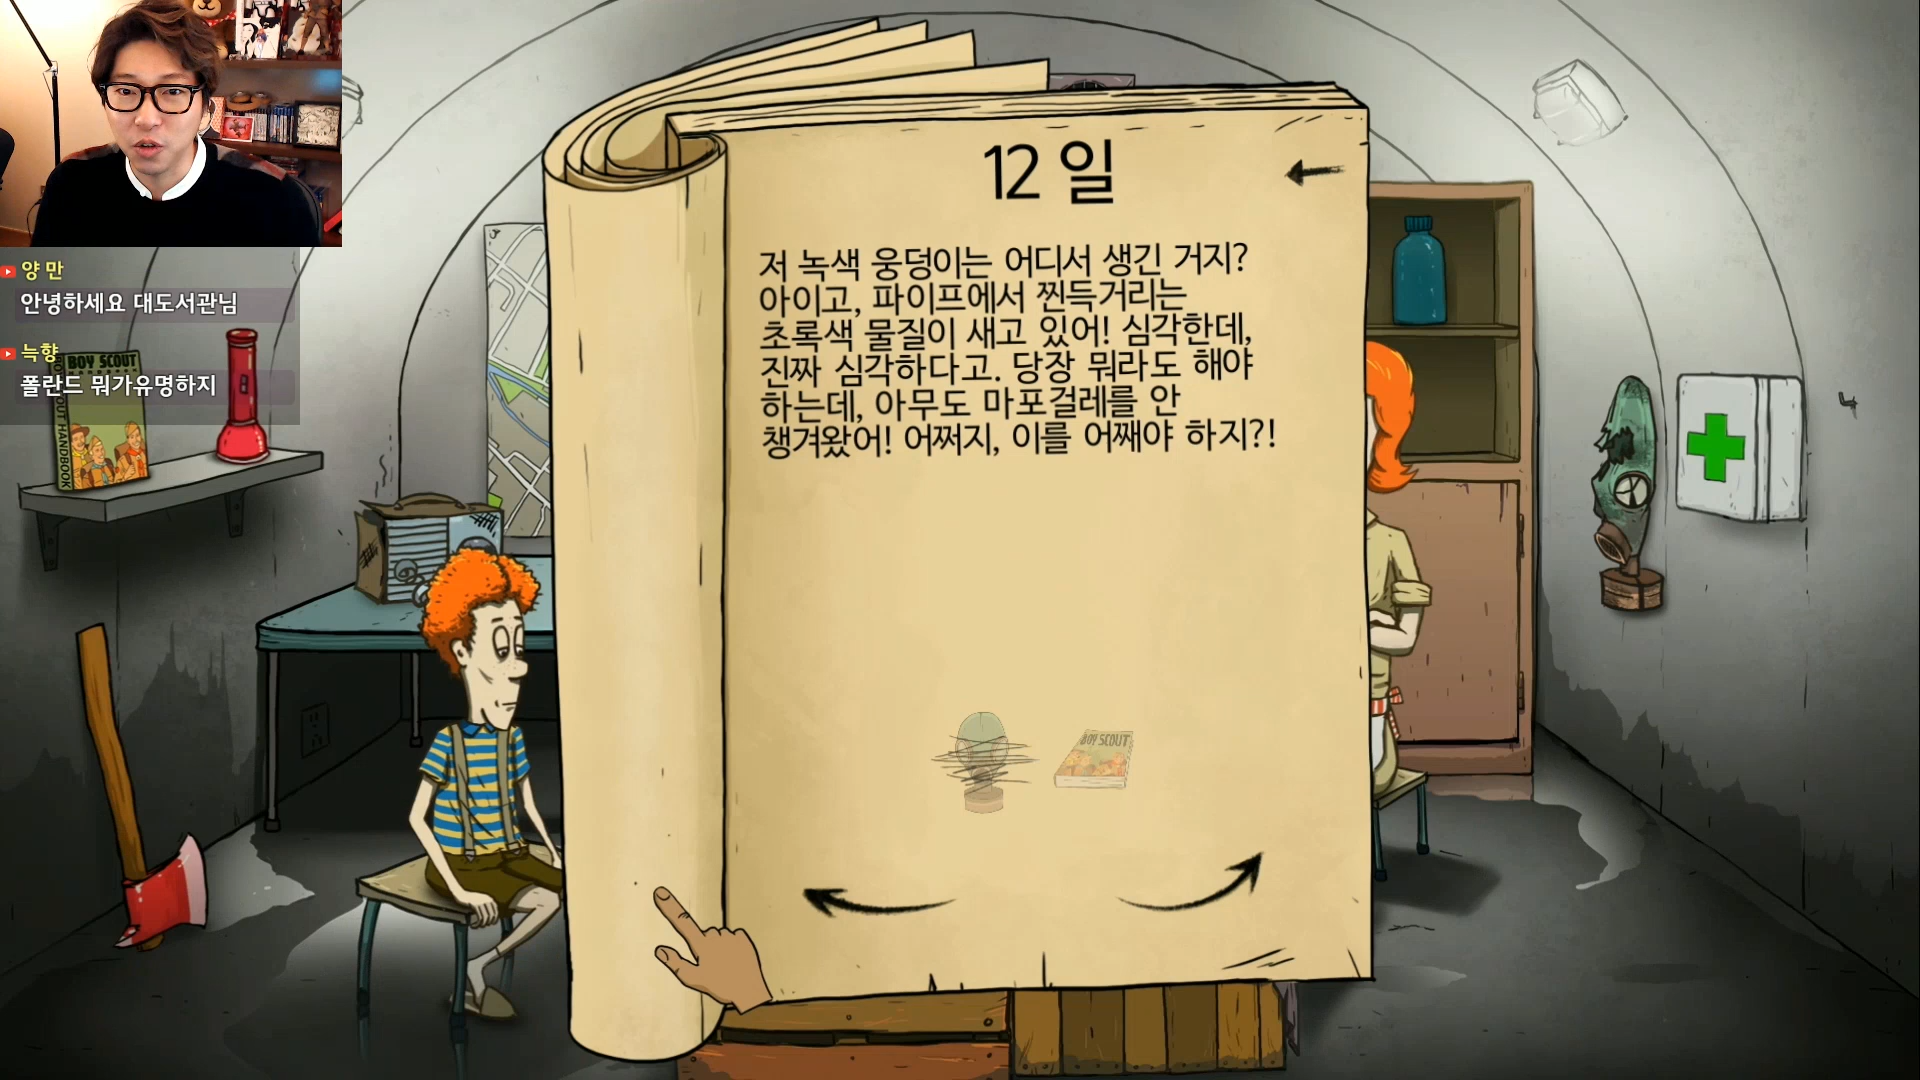 양 만
안녕하세요 대도서관님
늑향
폴란드 뭐가유명하지
BOY SCOUT
HANDBOOK
12 일
저 녹색 웅덩이는 어디서 생긴 거지?
아이고, 파이프에서 찐득거리는
초록색 물질이 새고 있어! 심각한데,
진짜 심각하다고. 당장 뭐라도 해야
하는데, 아무도 마포걸레를 안
챙겨왔어! 어쩌지, 이를 어째야 하지?!
BOY SCOUT